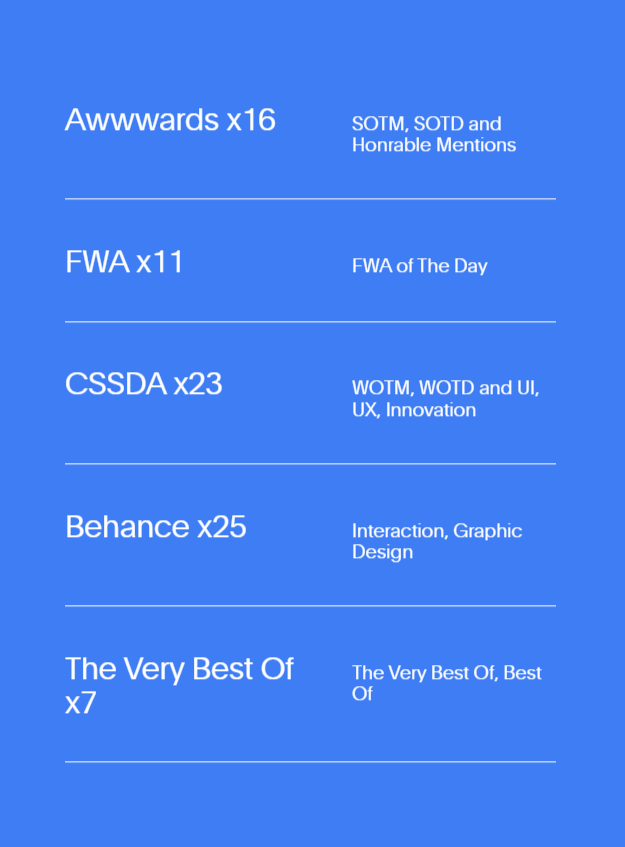 Awwwards x16
SOTM, SOTD and
Honrable Mentions
FWA x11
FWA of The Day
CSSDA x23
WOTM, WOTD and UI,
UX, Innovation
Behance x25
Interaction, Graphic
Design
The Very Best Of
x7
The Very Best Of, Best
Of